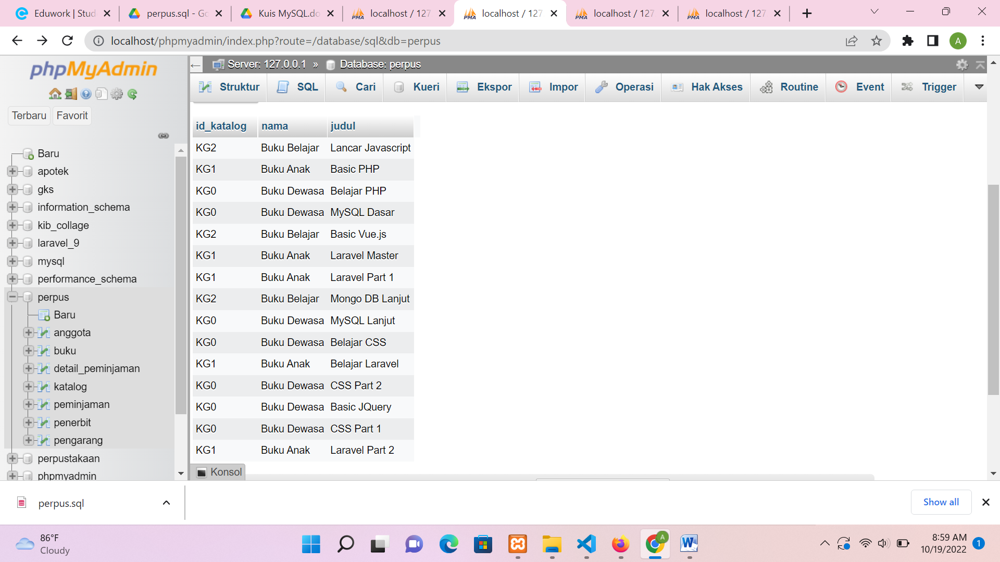 Eduwork | Stud
perpus.sql - Go
Kuis MySQL.do
localhost / 127
localhost / 127
localhost / 127
localhost / 127
localhost/phpmyadmin/index.php?route=/database/sql&db=perpus
A
phpMyAdmin
Terbaru Favorit
Baru
apotek
gks
information_schema
kib_collage
laravel_9
mysql
performance_schema
perpus
Baru
anggota
buku
detail_peminjaman
katalog
peminjaman
penerbit
pengarang
perpustakaan
phpmyadmin
Server: 127.0.0.1 » Database: perpus
Struktur SQL Cari Kueri Ekspor Impor Operasi Hak Akses Routine Event Trigger
id_katalog nama judul
KG2 Buku Belajar Lancar Javascript
KG1 Buku Anak Basic PHP
KG0 Buku Dewasa Belajar PHP
KG0 Buku Dewasa MySQL Dasar
KG2 Buku Belajar Basic Vue.js
KG1 Buku Anak Laravel Master
KG1 Buku Anak Laravel Part 1
KG2 Buku Belajar Mongo DB Lanjut
KG0 Buku Dewasa MySQL Lanjut
KG0 Buku Dewasa Belajar CSS
KG1 Buku Anak Belajar Laravel
KG0 Buku Dewasa CSS Part 2
KG0 Buku Dewasa Basic JQuery
KG0 Buku Dewasa CSS Part 1
KG1 Buku Anak Laravel Part 2
Konsol
perpus.sql
Show all
86°F
Cloudy
8:59 AM
10/19/2022
1